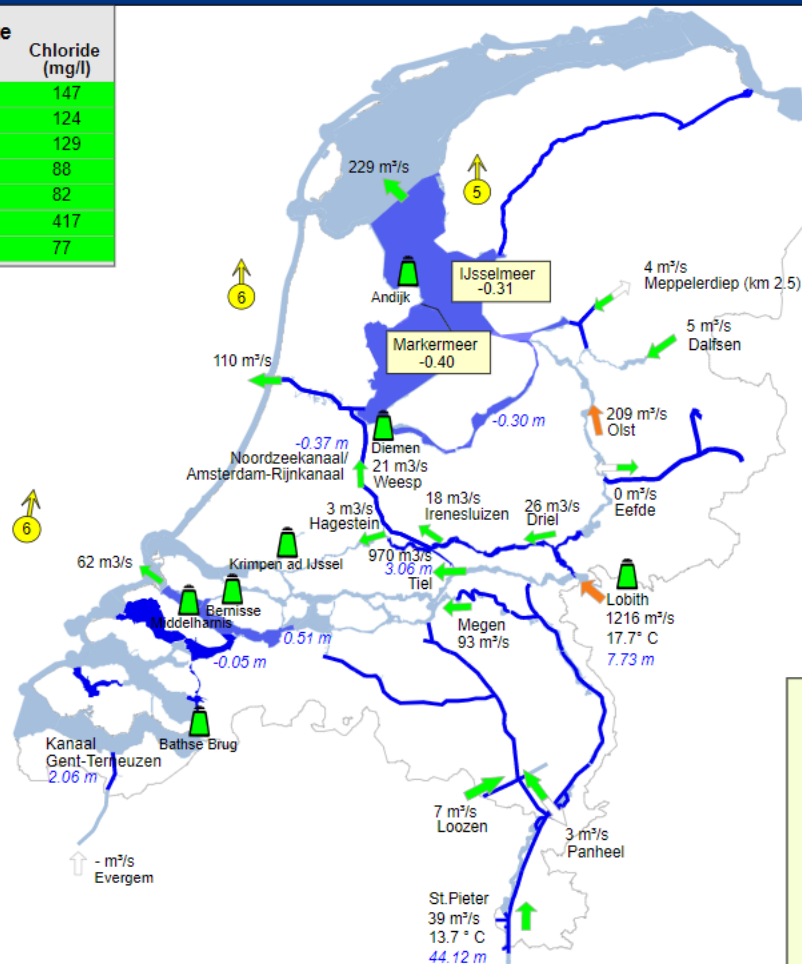 re
Chloride
(mg/l)
147
124
129
88
82
417
77
229 m³/s
5
6
IJsselmeer
-0.31
Andijk
4 m³/s
Meppelerdiep (km 2.5)
Markermeer
-0.40
5 m³/s
Dalfsen
110 m³/s
-0.30 m
209 m³/s
Olst
-0.37 m
Diemen
Noordzeekanaal/
Amsterdam-Rijnkanaal
21 m3/s
Weesp
0 m³/s
Eefde
6
3 m3/s
Hagestein
18 m3/s
Irenesluizen
26 m3/s
Driel
62 m3/s
Krimpen ad IJssel
970 m3/s
3.06 m
Tiel
Lobith
1216 m³/s
17.7° C
7.73 m
Bernisse
Middelharnis
Megen
93 m³/s
0.51 m
-0.05 m
Kanaal
Gent-Terneuzen
2.06 m
Bathse Brug
7 m³/s
Loozen
3 m³/s
Panheel
- m³/s
Evergem
St.Pieter
39 m³/s
13.7 ° C
44.12 m